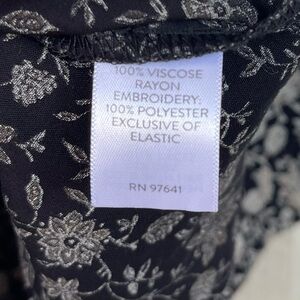 100% VISCOSE
RAYON
EMBROIDERY:
100% POLYESTER
EXCLUSIVE OF
ELASTIC
RN 97641